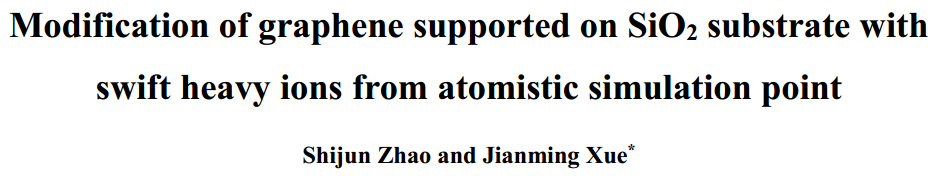 Modification of graphene supported on SiO₂ substrate with
swift heavy ions from atomistic simulation point
Shijun Zhao and Jianming Xue*